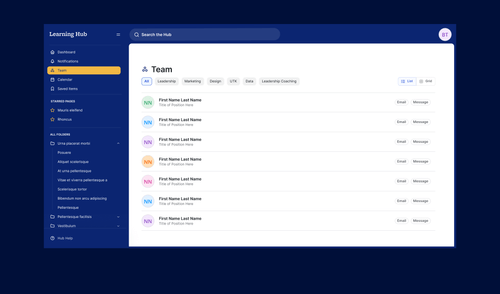 Learning Hub
Search the Hub
BT
Dashboard
Notifications
Team
Calendar
Saved Items
STARRED PAGES
Mauris eleifend
Rhoncus
ALL FOLDERS
Urna placerat morbi
Posuere
Aliquet scelerisque
At urna pellentesque
Vitae et viverra pellentesque a
Scelerisque tortor
Bibendum non arcu adipiscing
Pellentesque
Pellentesque facilisis
Vestibulum
Hub Help
Team
All Leadership Marketing Design UTX Data Leadership Coaching
List Grid
NN First Name Last Name Email Message
Title of Position Here
NN First Name Last Name Email Message
Title of Position Here
NN First Name Last Name Email Message
Title of Position Here
NN First Name Last Name Email Message
Title of Position Here
NN First Name Last Name Email Message
Title of Position Here
NN First Name Last Name Email Message
Title of Position Here
NN First Name Last Name Email Message
Title of Position Here